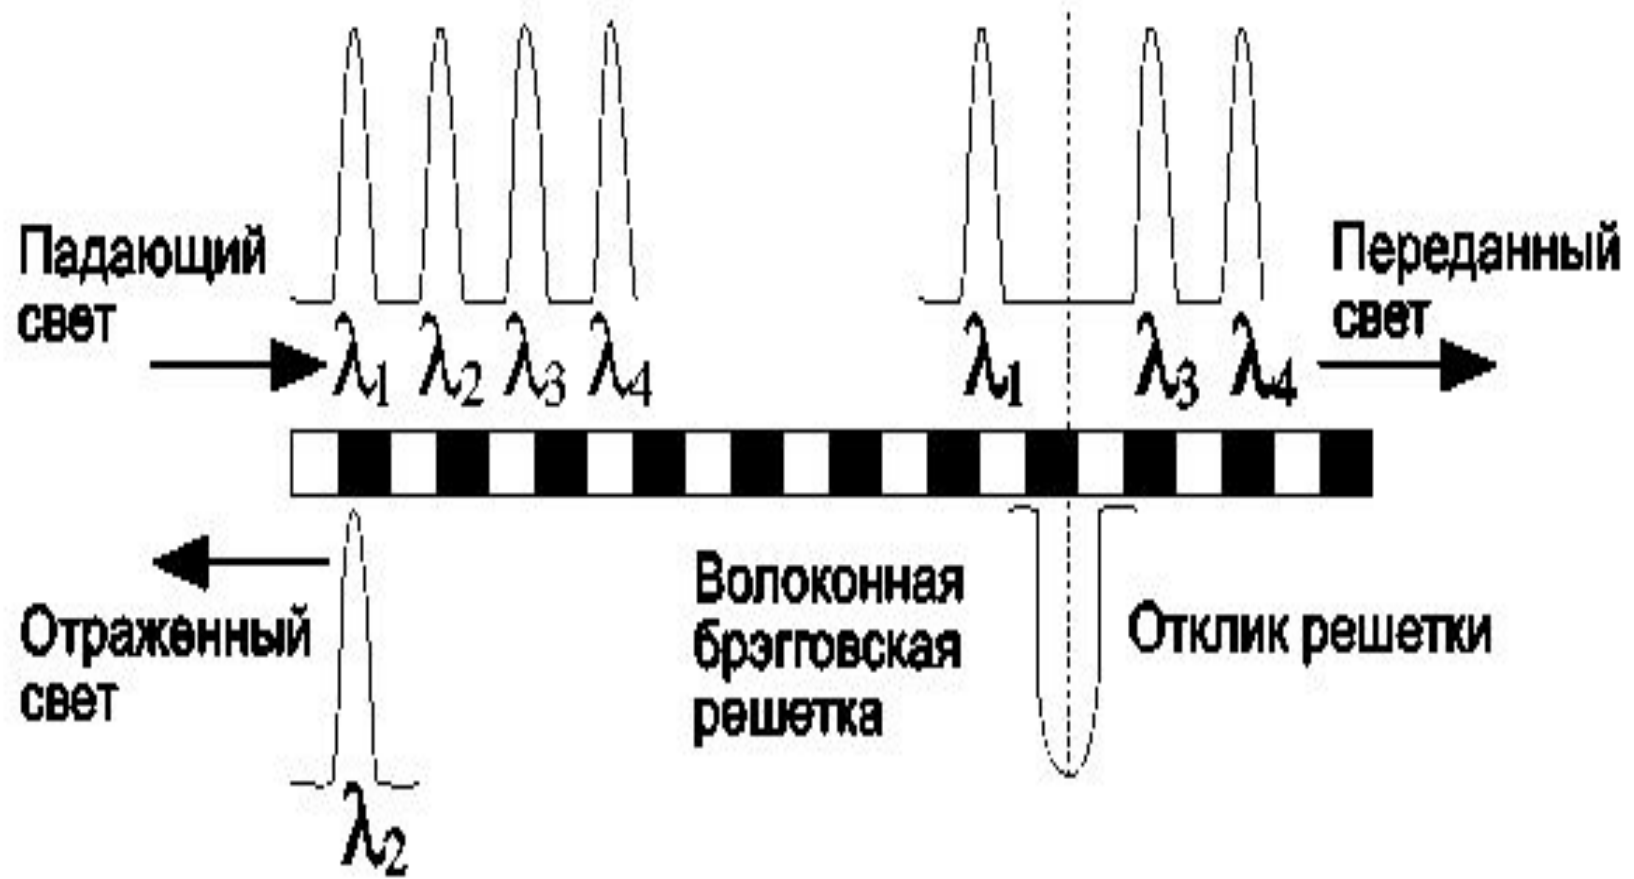 Падающий
свет
λ1 λ2 λ3 λ4
λ1 λ3 λ4
Переданный
свет
Отраженный
свет
λ2
Волоконная
брэгговская
решетка
Отклик решетки